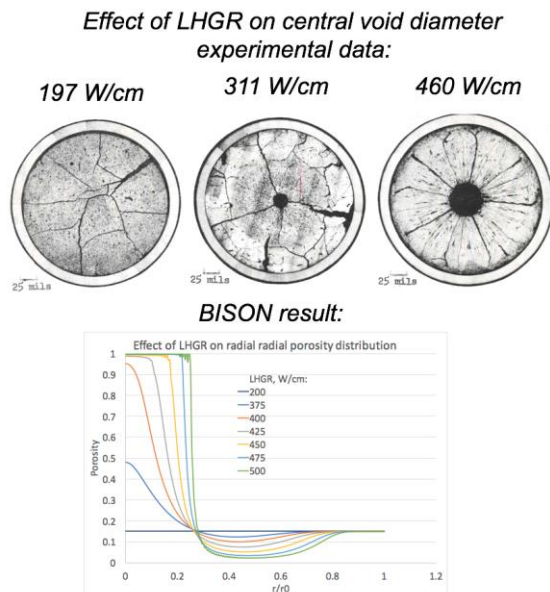 Effect of LHGR on central void diameter
experimental data:
197 W/cm
311 W/cm
460 W/cm
25 mils
25 mils
25 mils
BISON result:
Effect of LHGR on radial radial porosity distribution
LHGR, W/cm:
200
375
400
425
450
475
500
Porosity
1
0.9
0.8
0.7
0.6
0.5
0.4
0.3
0.2
0.1
0
0 0.2 0.4 0.6 0.8 1 1.2
r/r0